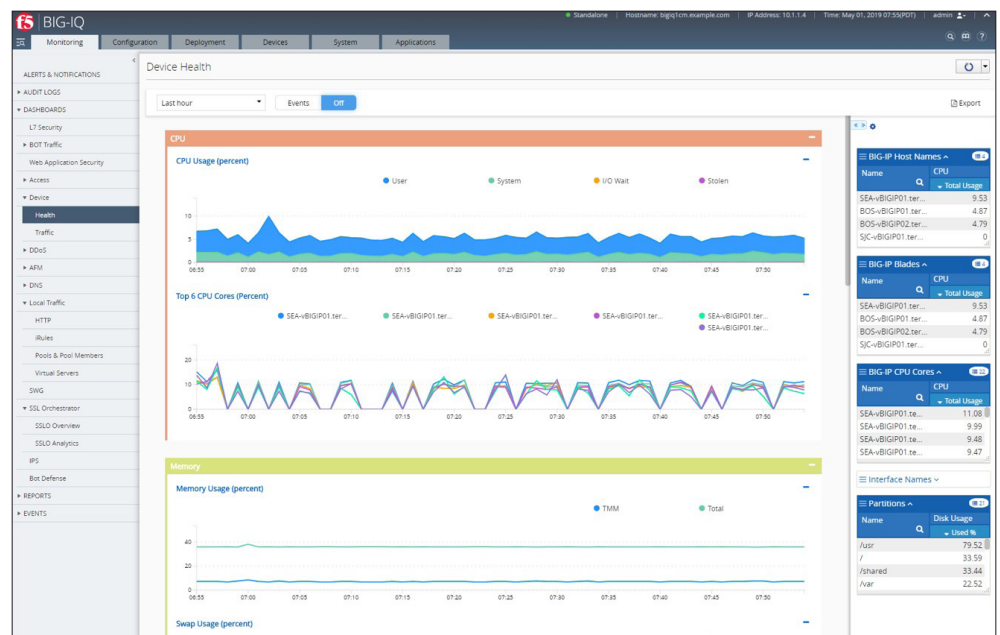 f5 BIG-IQ
Standalone Hostname: bigiq1cm.example.com IP Address: 10.1.1.4 Time: May 01, 2019 07:55(PDT) admin
Monitoring Configuration Deployment Devices System Applications
ALERTS & NOTIFICATIONS
AUDIT LOGS
DASHBOARDS
L7 Security
BOT Traffic
Web Application Security
Access
Device
Health
Traffic
DDoS
AFM
DNS
Local Traffic
HTTP
iRules
Pools & Pool Members
Virtual Servers
SWG
SSL Orchestrator
SSLO Overview
SSLO Analytics
IPS
Bot Defense
REPORTS
EVENTS
Device Health
Last hour Events Off Export
CPU
CPU Usage (percent)
User System I/O Wait Stolen
10
5
0
06:55 07:00 07:05 07:10 07:15 07:20 07:25 07:30 07:35 07:40 07:45 07:50
Top 6 CPU Cores (Percent)
SEA-vBIGIP01.ter... SEA-vBIGIP01.ter... SEA-vBIGIP01.ter... SEA-vBIGIP01.ter... SEA-vBIGIP01.ter...
SEA-vBIGIP01.ter...
20
10
0
06:55 07:00 07:05 07:10 07:15 07:20 07:25 07:30 07:35 07:40 07:45 07:50
Memory
Memory Usage (percent)
TMM Total
40
20
0
06:55 07:00 07:05 07:10 07:15 07:20 07:25 07:30 07:35 07:40 07:45 07:50
Swap Usage (percent)
BIG-IP Host Names 4
Name CPU
Total Usage
SEA-vBIGIP01.ter... 9.53
BOS-vBIGIP01.ter... 4.87
BOS-vBIGIP02.ter... 4.79
SJC-vBIGIP01.ter... 0
BIG-IP Blades 4
Name CPU
Total Usage
SEA-vBIGIP01.ter... 9.53
BOS-vBIGIP01.ter... 4.87
BOS-vBIGIP02.ter... 4.79
SJC-vBIGIP01.ter... 0
BIG-IP CPU Cores 22
Name CPU
Total Usage
SEA-vBIGIP01.te... 11.08
SEA-vBIGIP01.te... 9.99
SEA-vBIGIP01.te... 9.48
SEA-vBIGIP01.te... 9.47
Interface Names
Partitions 21
Name Disk Usage
Used %
/usr 79.52
/ 33.59
/shared 33.44
/var 22.52